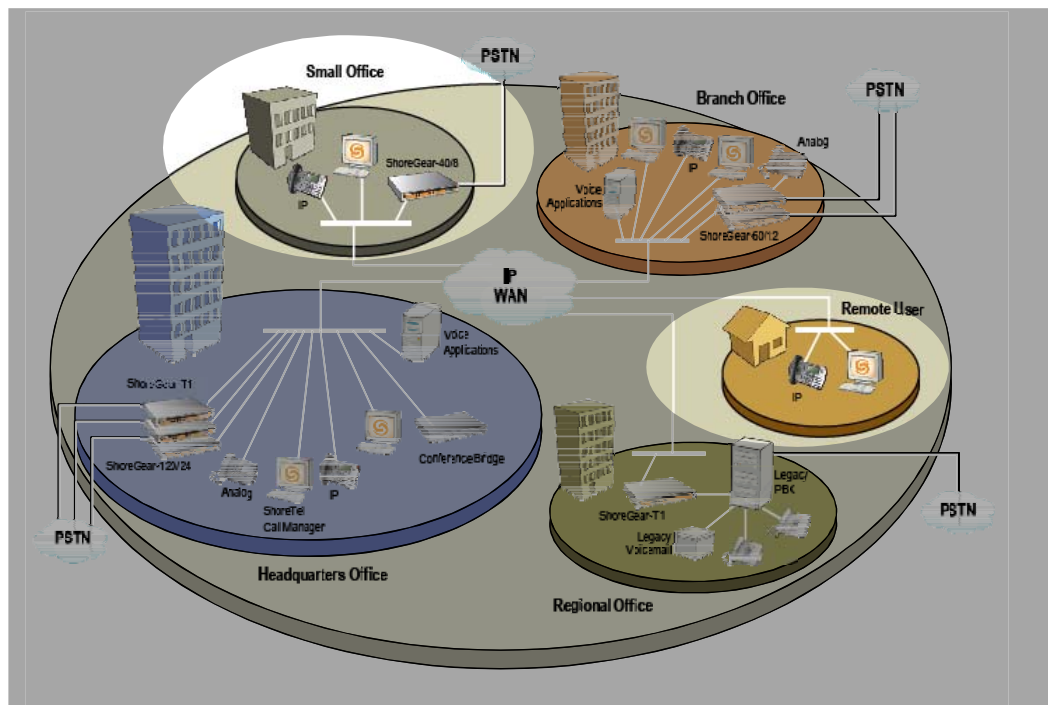 PSTN
Small Office
ShoreGear-40/8
IP
Branch Office
PSTN
Analog
IP
Voice
Applications
ShoreGear-60/12
IP
WAN
Remote User
IP
Voice
Applications
ShoreGear-T1
ShoreGear-120/24
Analog
ShoreTel
Call Manager
IP
Conference Bridge
PSTN
Headquarters Office
Legacy
PBX
ShoreGear-T1
Legacy
Voicemail
PSTN
Regional Office